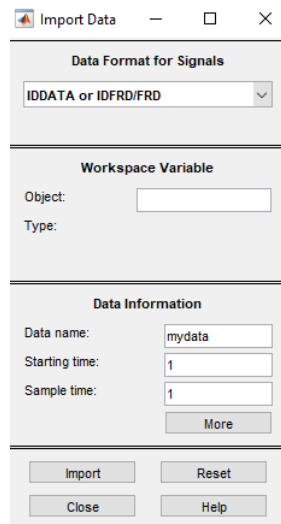 Import Data
Data Format for Signals
IDDATA or IDFRD/FRD
Workspace Variable
Object:
Type:
Data Information
Data name: mydata
Starting time: 1
Sample time: 1
More
Import Reset
Close Help